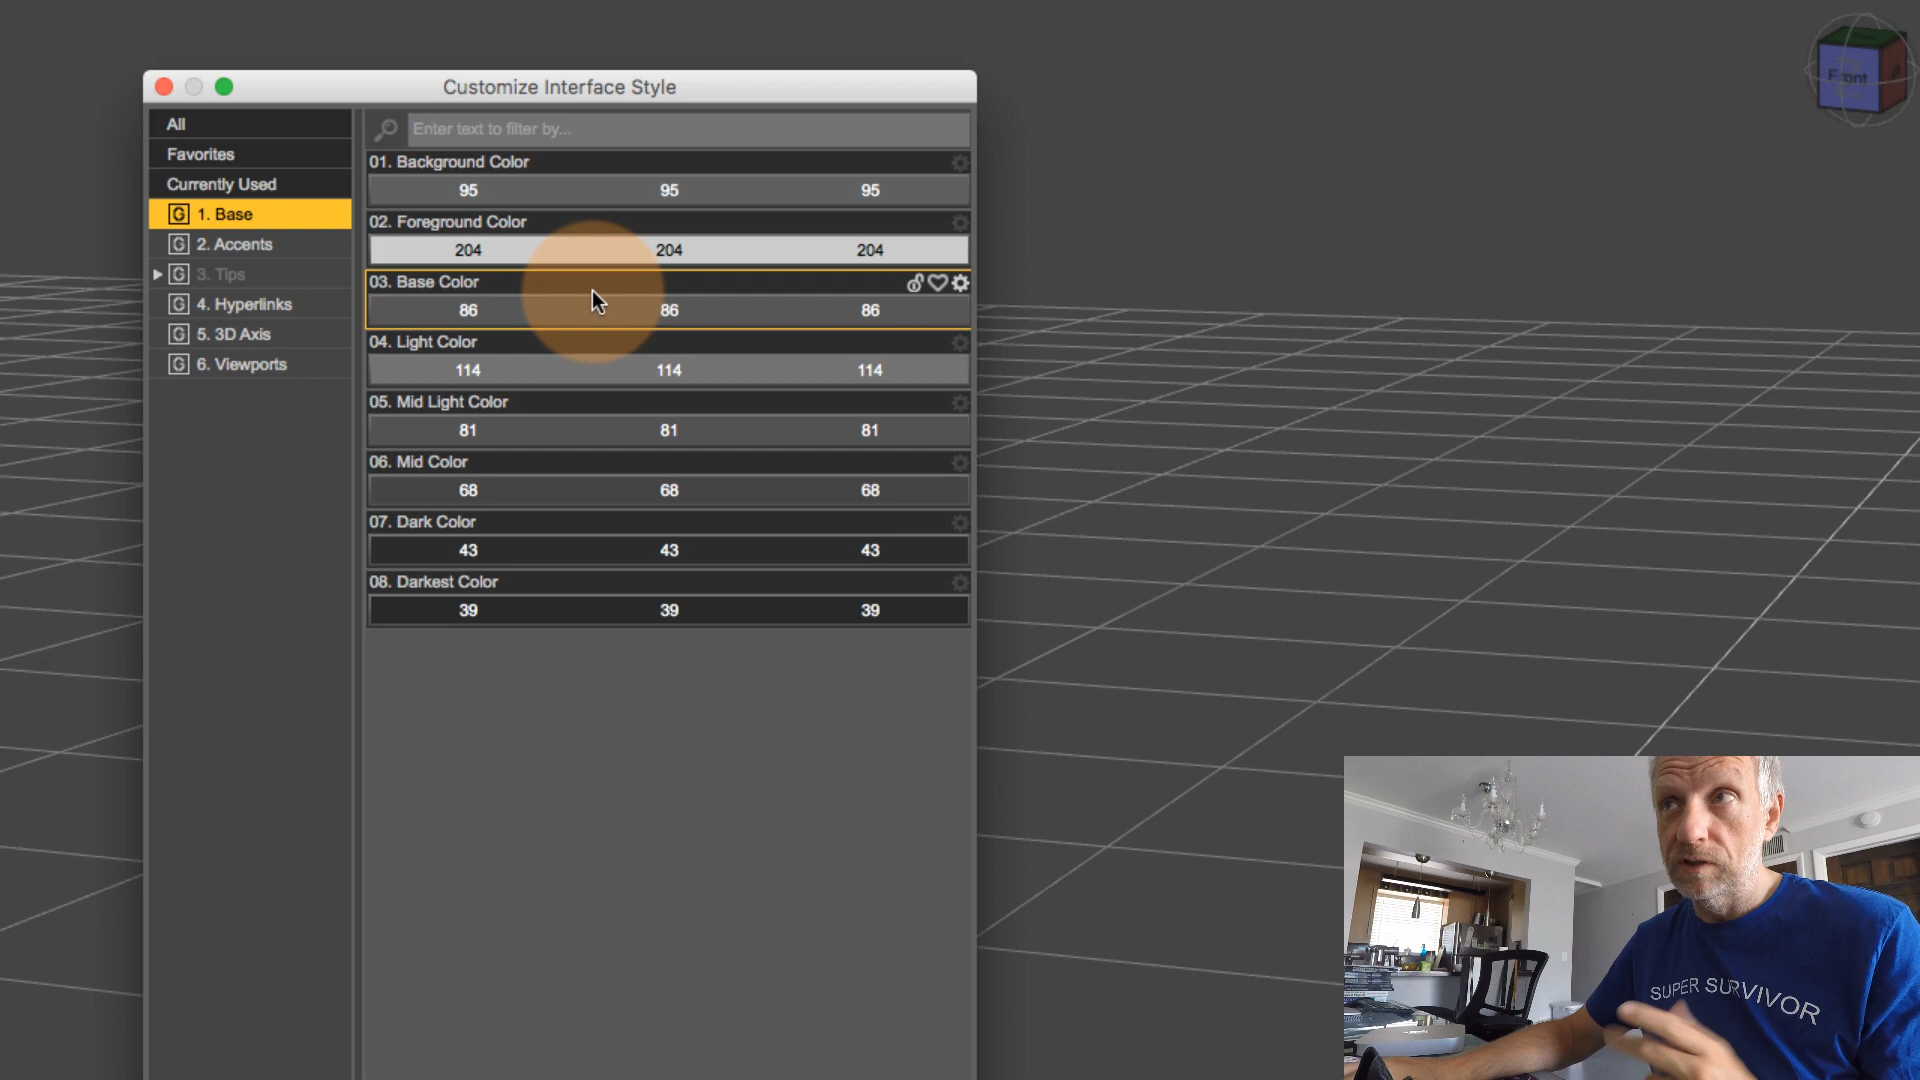 Customize Interface Style
All
Favorites
Currently Used
G 1. Base
G 2. Accents
G 3. Tips
G 4. Hyperlinks
G 5. 3D Axis
G 6. Viewports
Enter text to filter by...
01. Background Color
95 95 95
02. Foreground Color
204 204 204
03. Base Color
86 86 86
04. Light Color
114 114 114
05. Mid Light Color
81 81 81
06. Mid Color
68 68 68
07. Dark Color
43 43 43
08. Darkest Color
39 39 39
Front
SUPER SURVIVOR